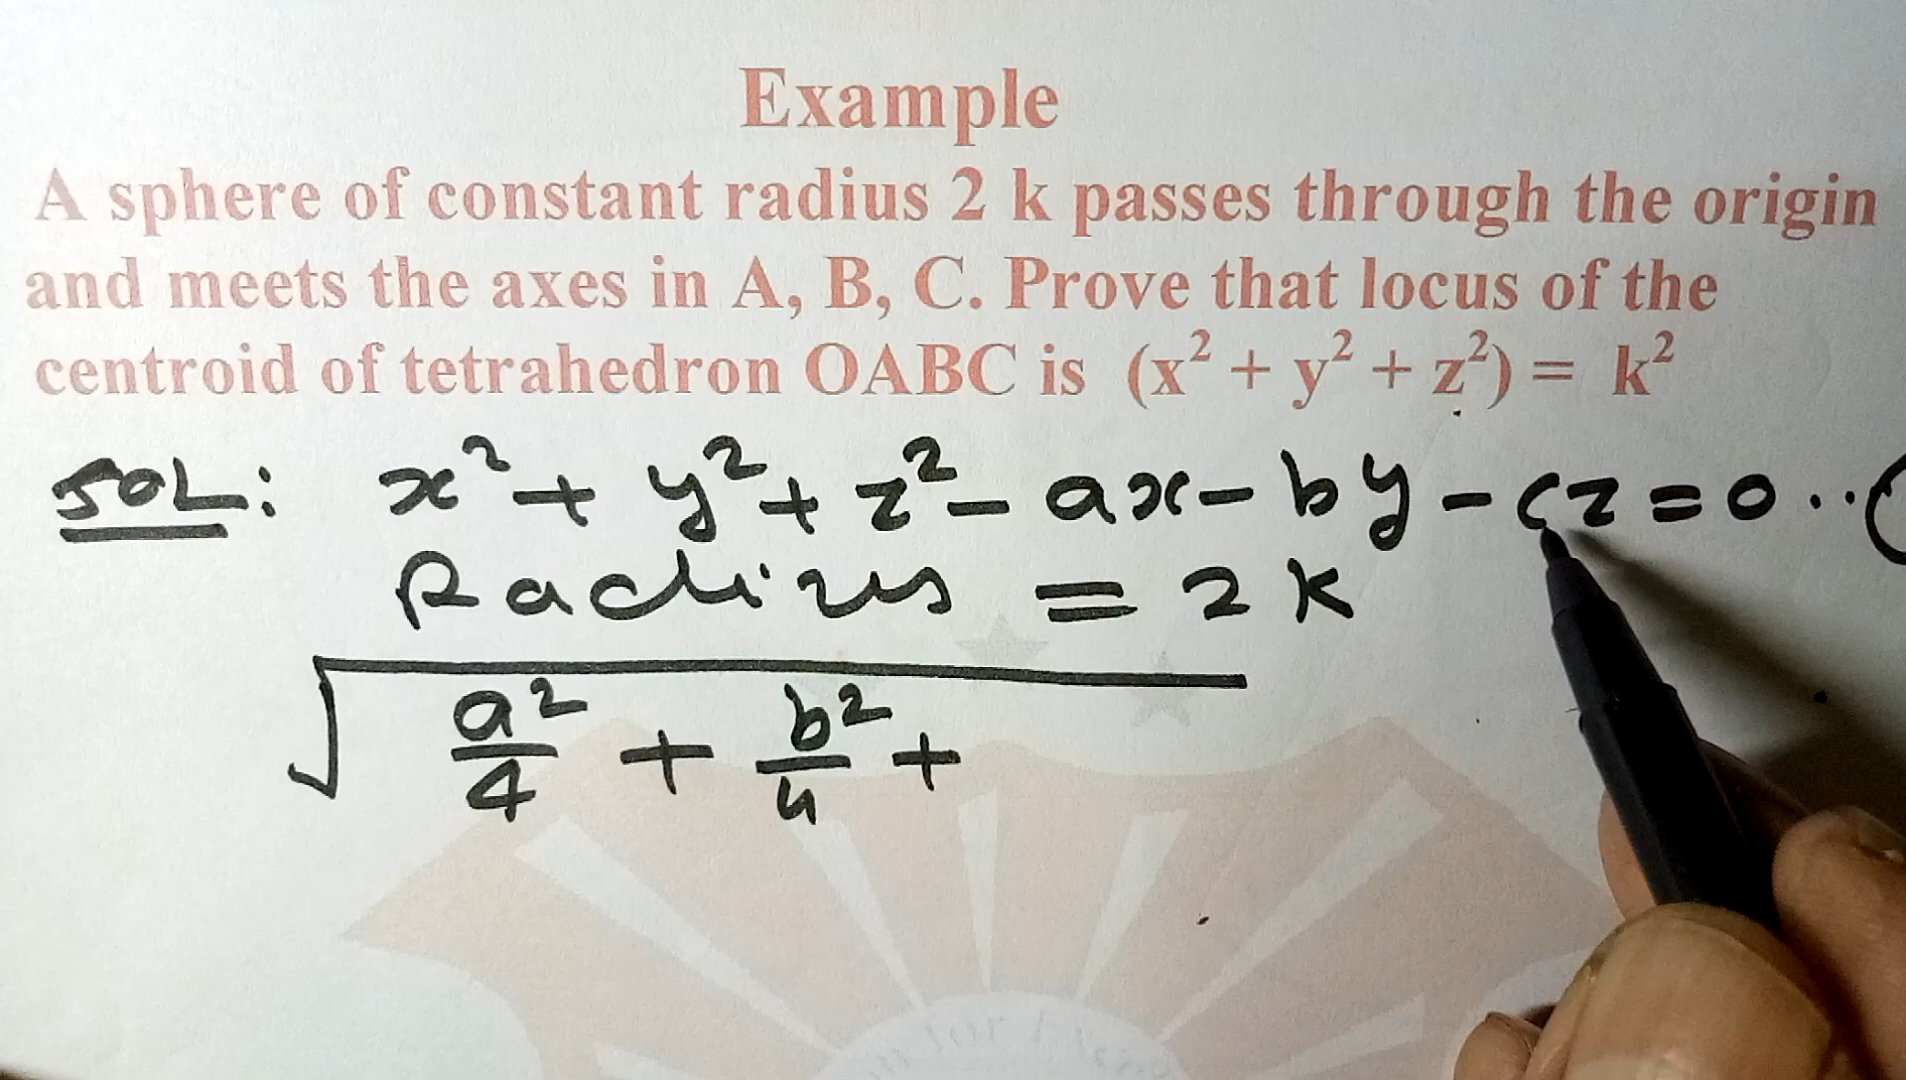 Example
A sphere of constant radius 2 k passes through the origin
and meets the axes in A, B, C. Prove that locus of the
centroid of tetrahedron OABC is (x² + y² + z²) = k²
SOL: x² + y² + z² - ax - by - cz = 0 ..(
Radius = 2K
√ a²/4 + b²/4 +
for